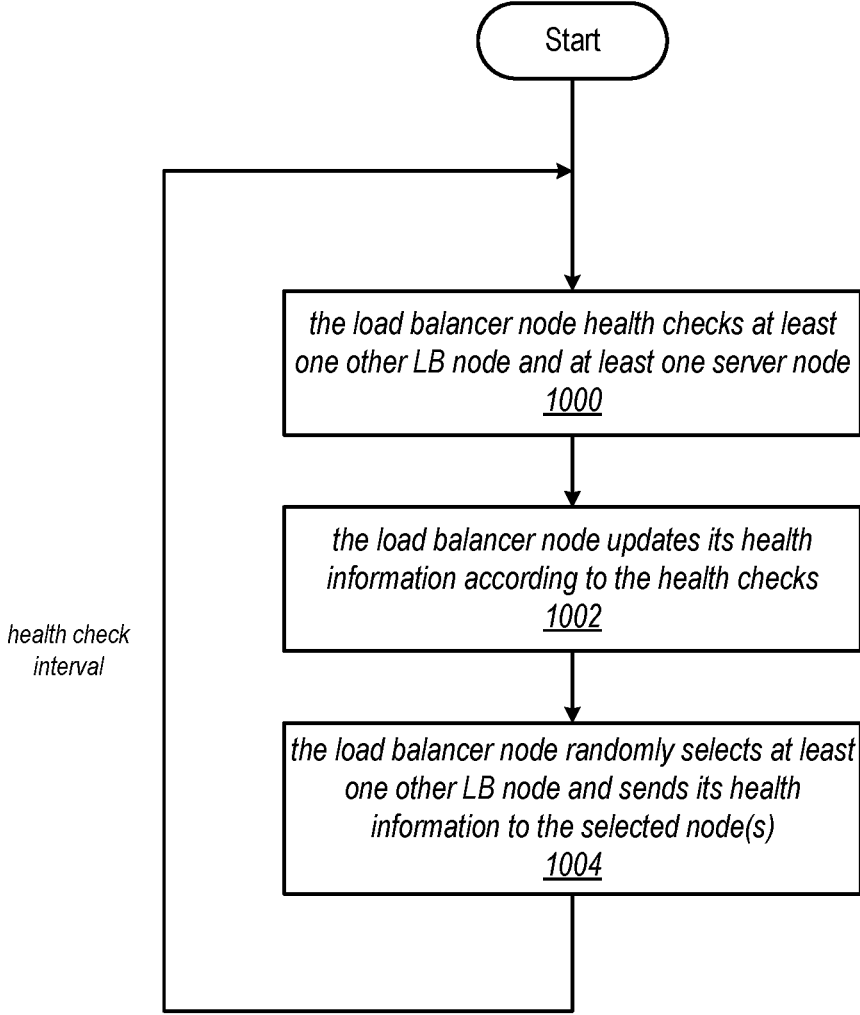 Start
the load balancer node health checks at least
one other LB node and at least one server node
1000
the load balancer node updates its health
information according to the health checks
1002
health check
interval
the load balancer node randomly selects at least
one other LB node and sends its health
information to the selected node(s)
1004